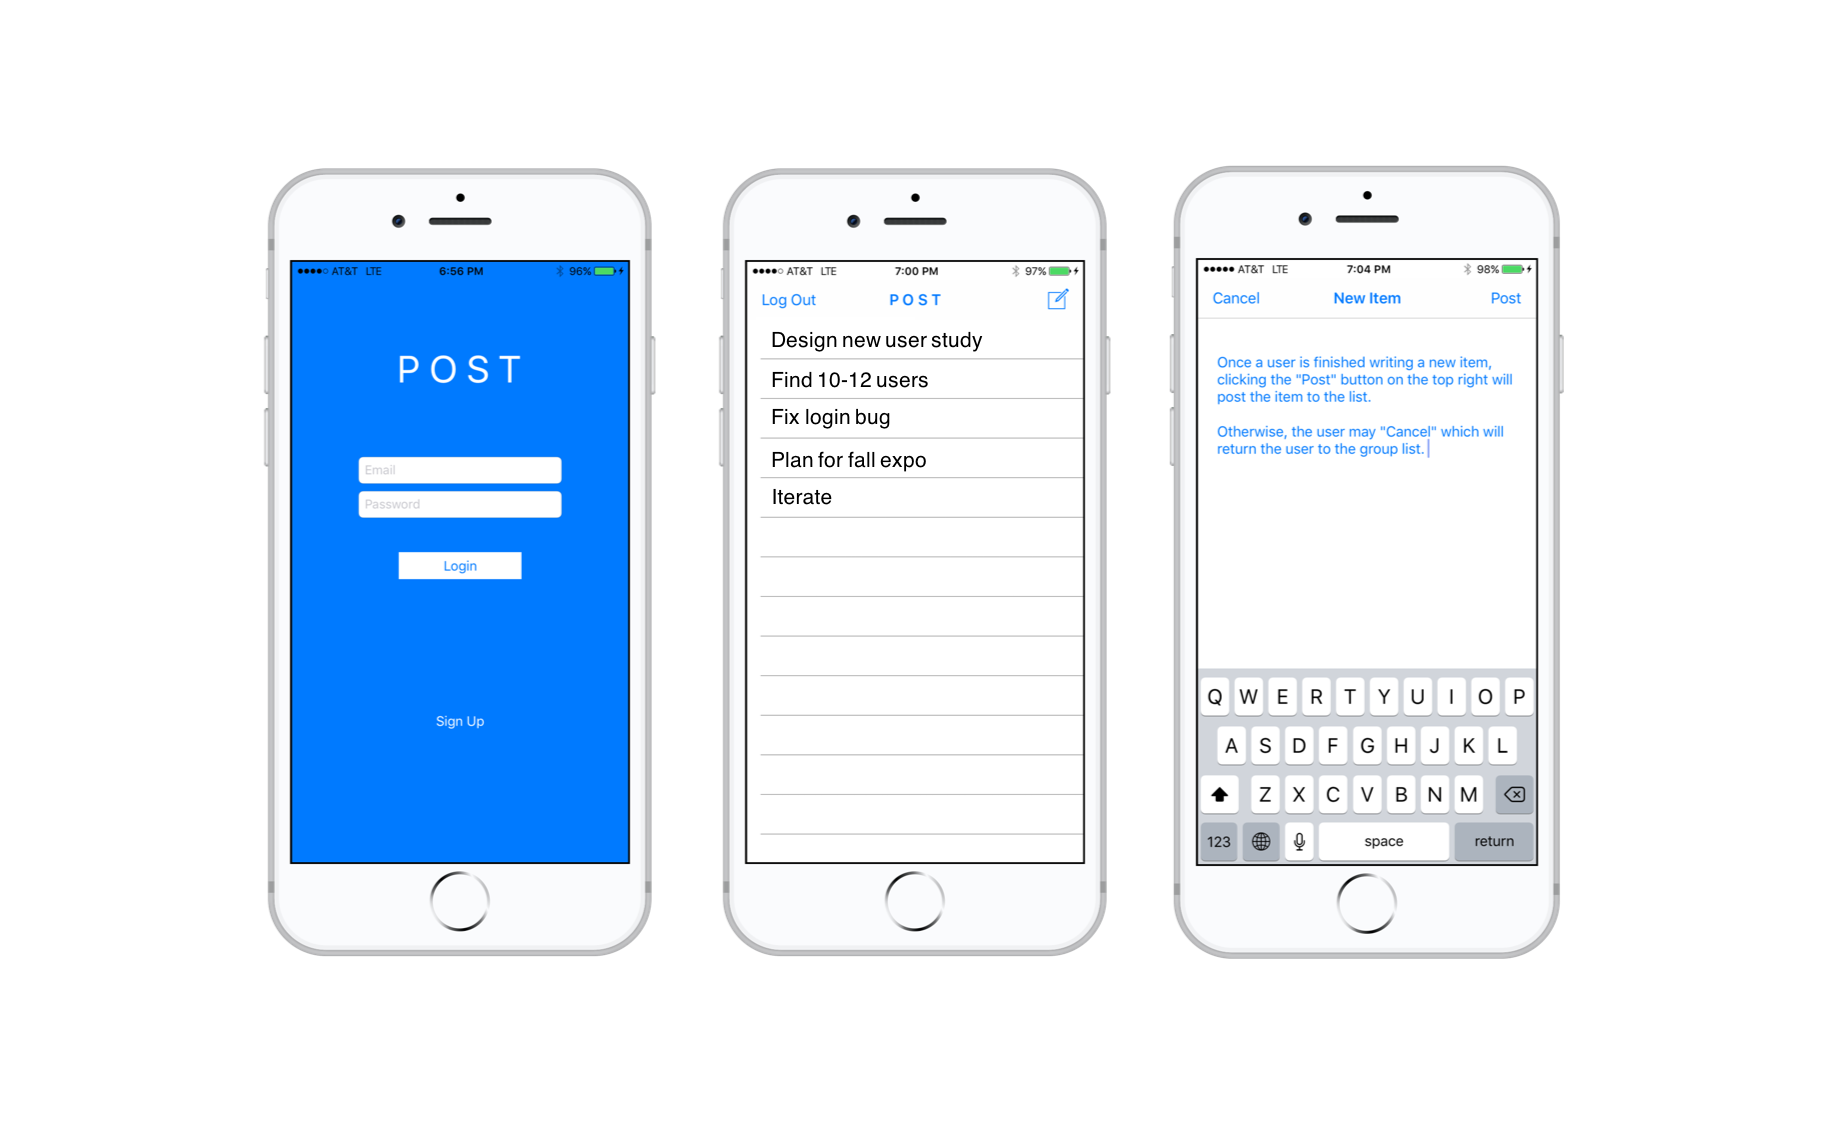 AT&T LTE 6:56 PM 96%
POST
Email
Password
Login
Sign Up
AT&T LTE 7:00 PM 97%
Log Out POST
Design new user study
Find 10-12 users
Fix login bug
Plan for fall expo
Iterate
AT&T LTE 7:04 PM 98%
Cancel New Item Post
Once a user is finished writing a new item,
clicking the "Post" button on the top right will
post the item to the list.
Otherwise, the user may "Cancel" which will
return the user to the group list.
Q W E R T Y U I O P
A S D F G H J K L
Z X C V B N M
123 space return